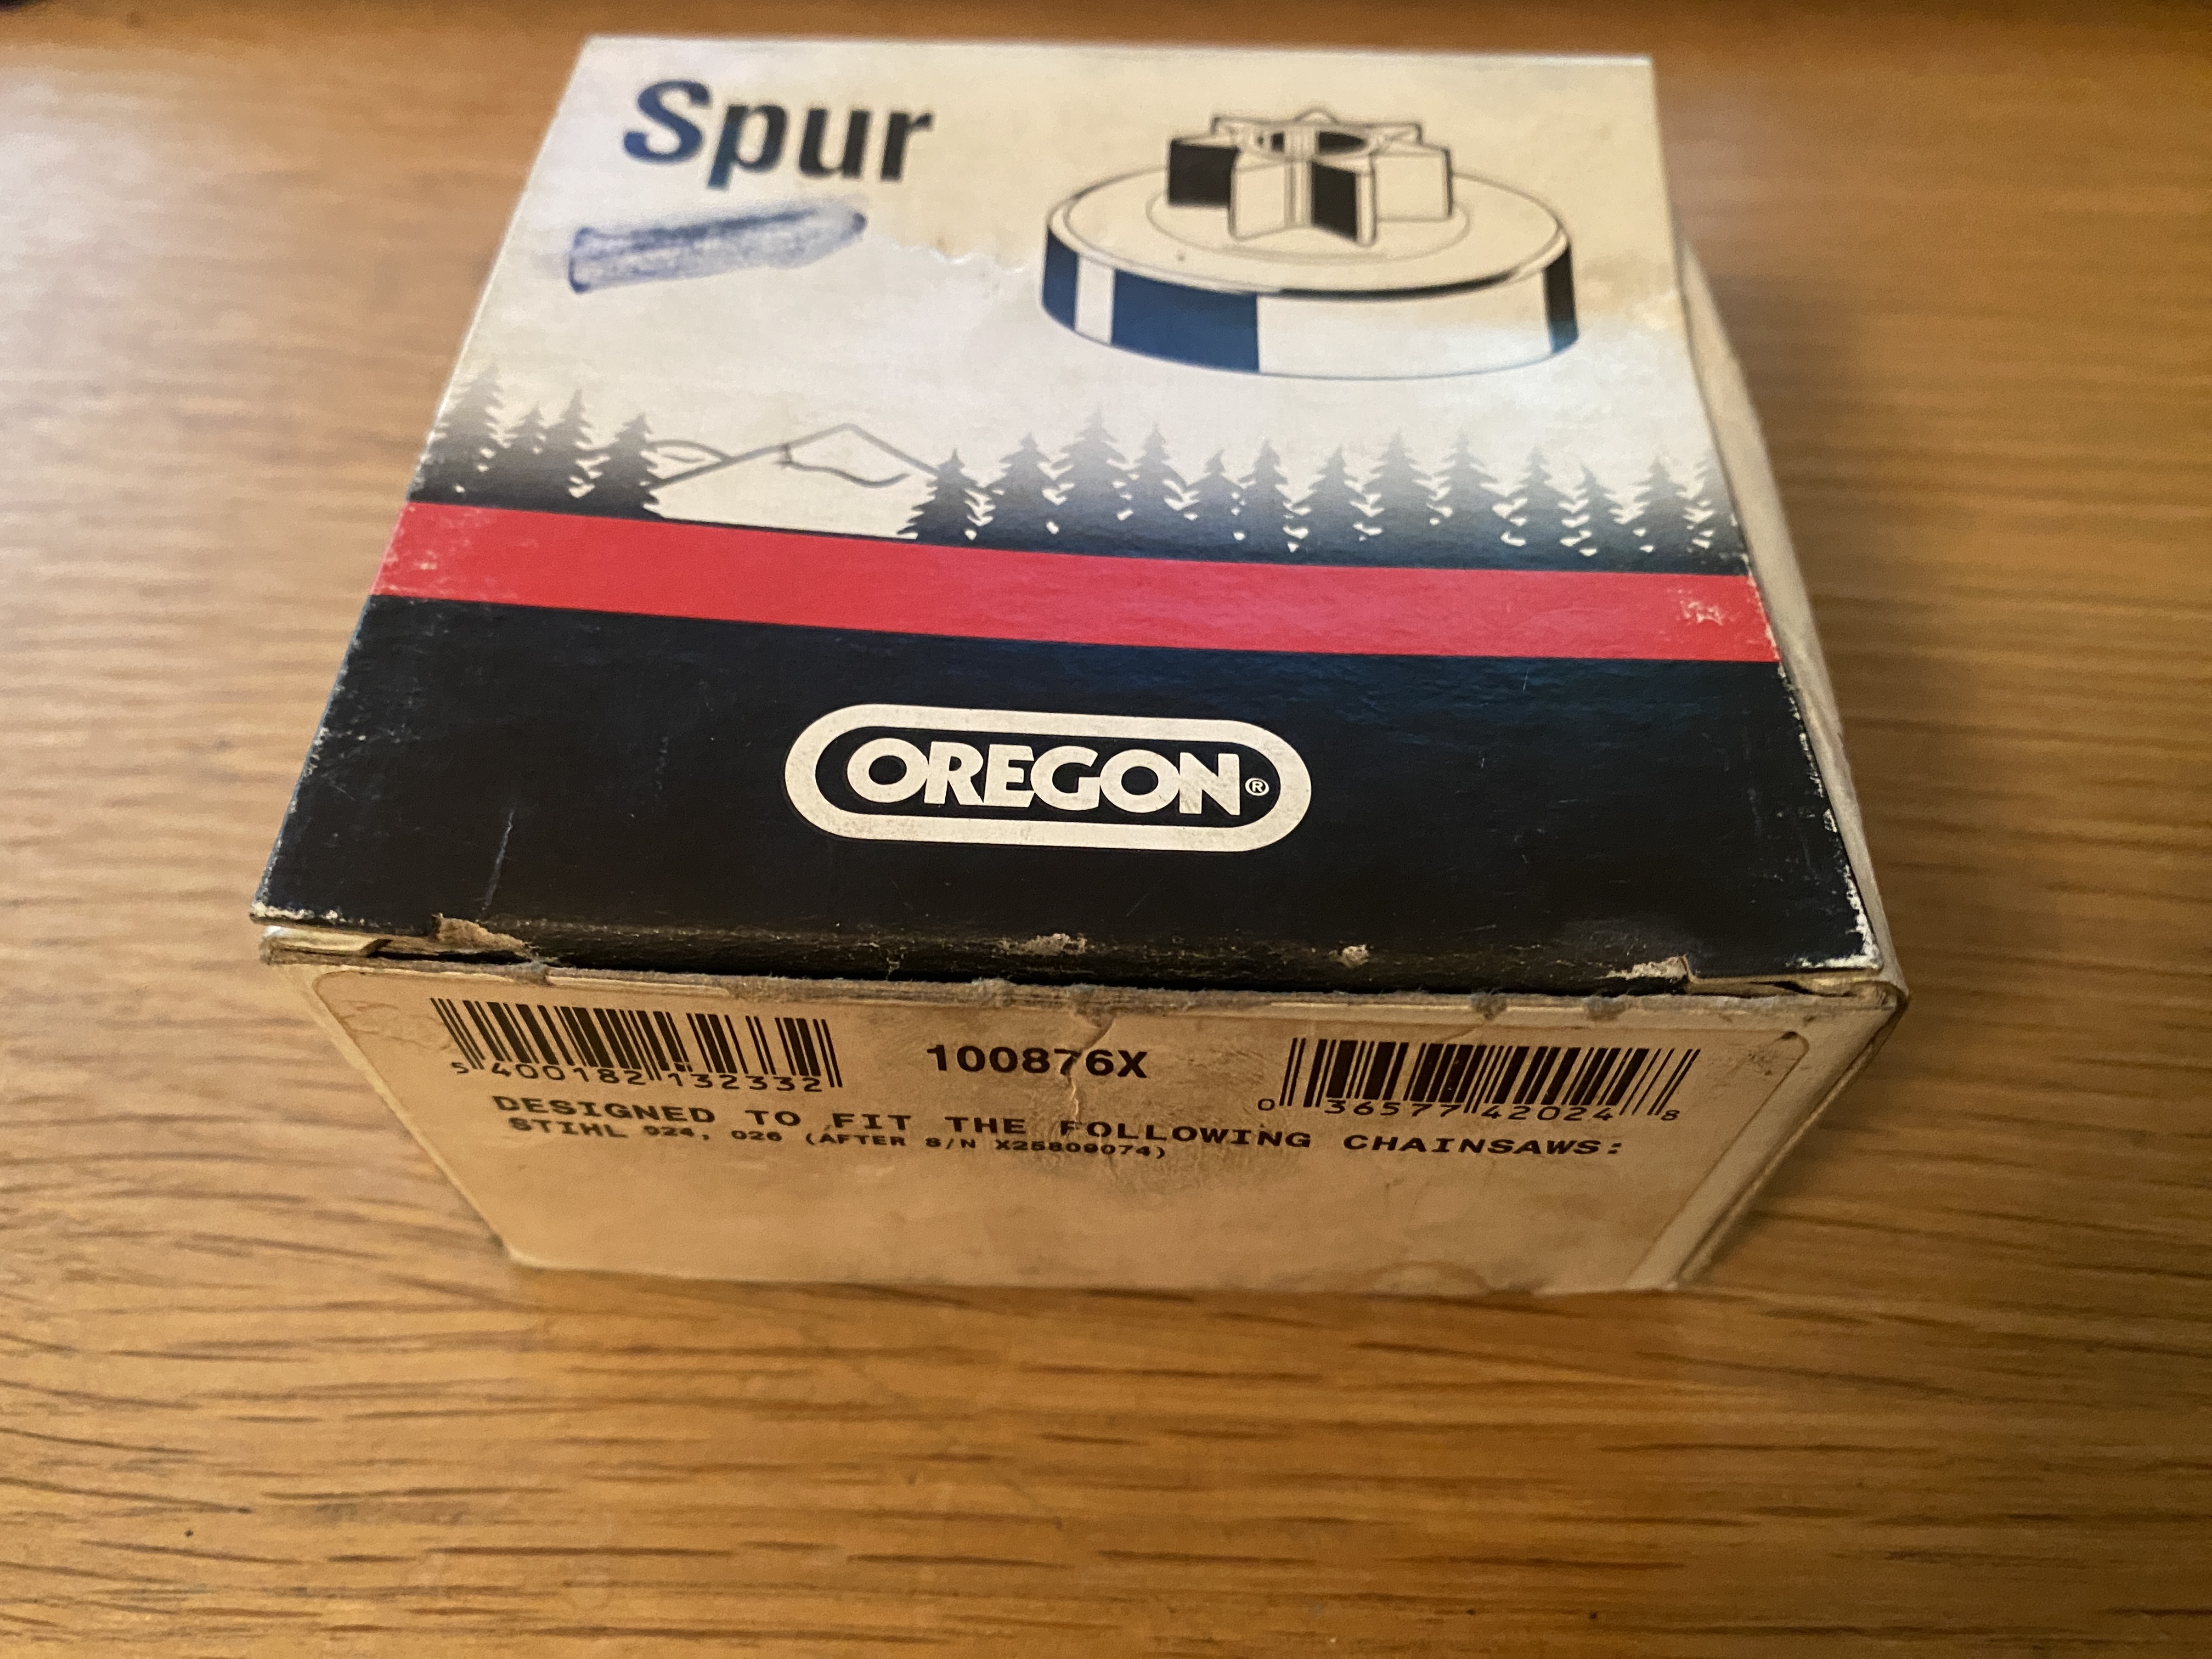 Spur
OREGON®
5 400182 132332
100876X
0 36577 42024 8
DESIGNED TO FIT THE FOLLOWING CHAINSAWS:
STIHL 024, 026 (AFTER S/N X25809074)